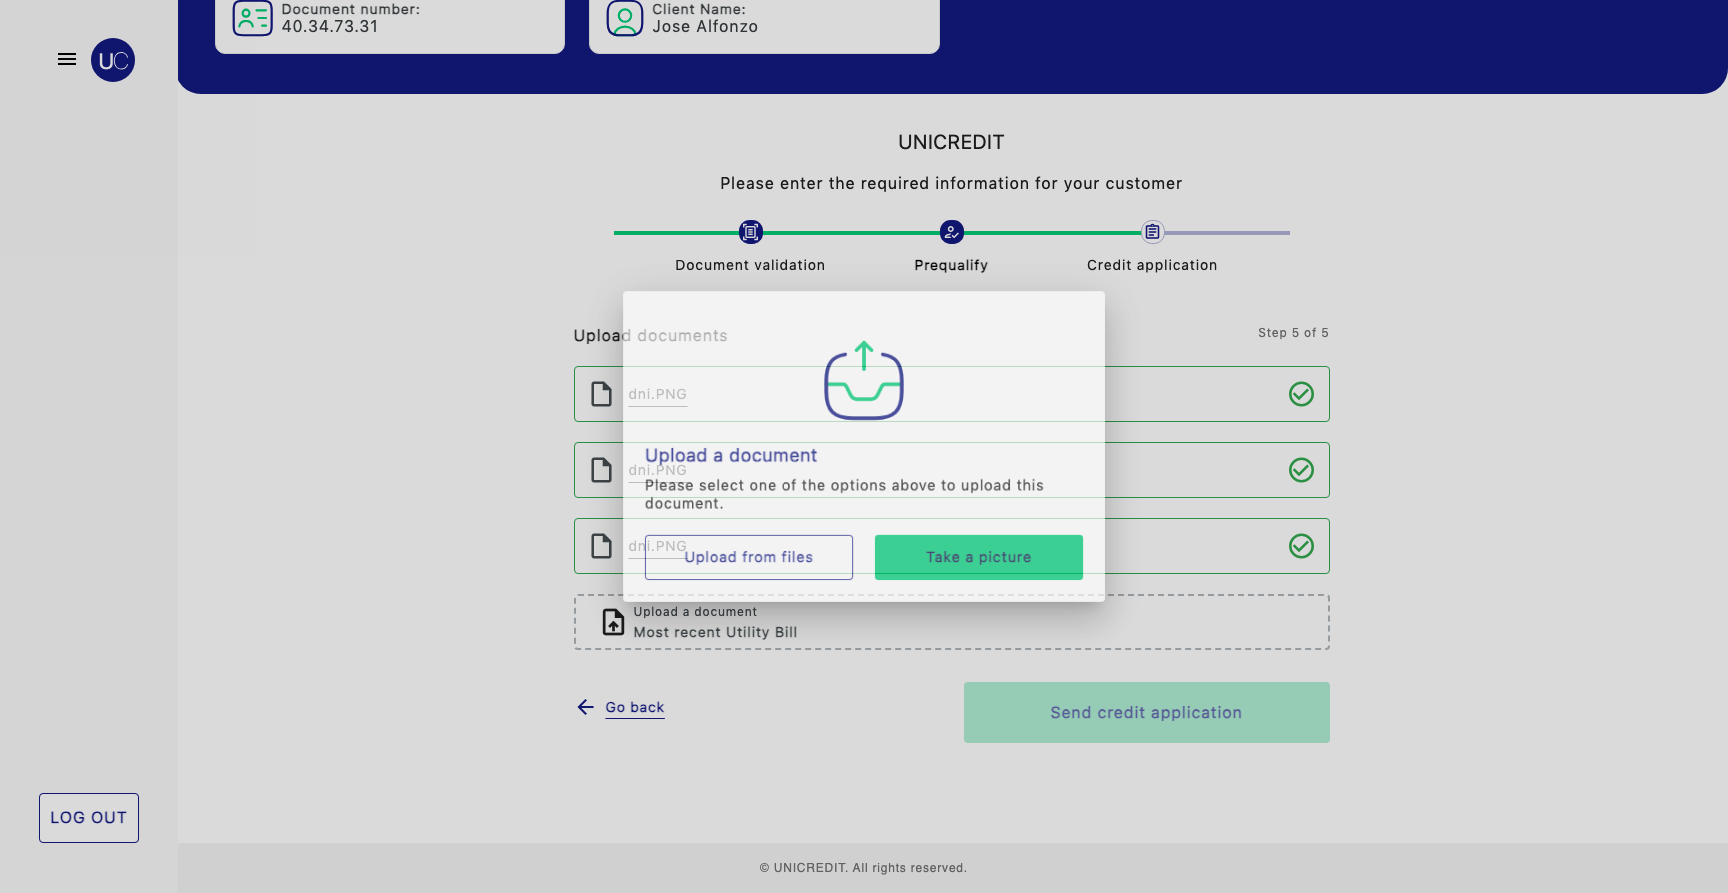 Document number:
40.34.73.31
Client Name:
Jose Alfonzo
UC
UNICREDIT
Please enter the required information for your customer
Document validation
Prequalify
Credit application
Upload documents
Step 5 of 5
dni.PNG
Upload a document
dni.PNG
Please select one of the options above to upload this
document.
dni.PNG
Upload from files
Take a picture
Upload a document
Most recent Utility Bill
Go back
Send credit application
LOG OUT
© UNICREDIT. All rights reserved.